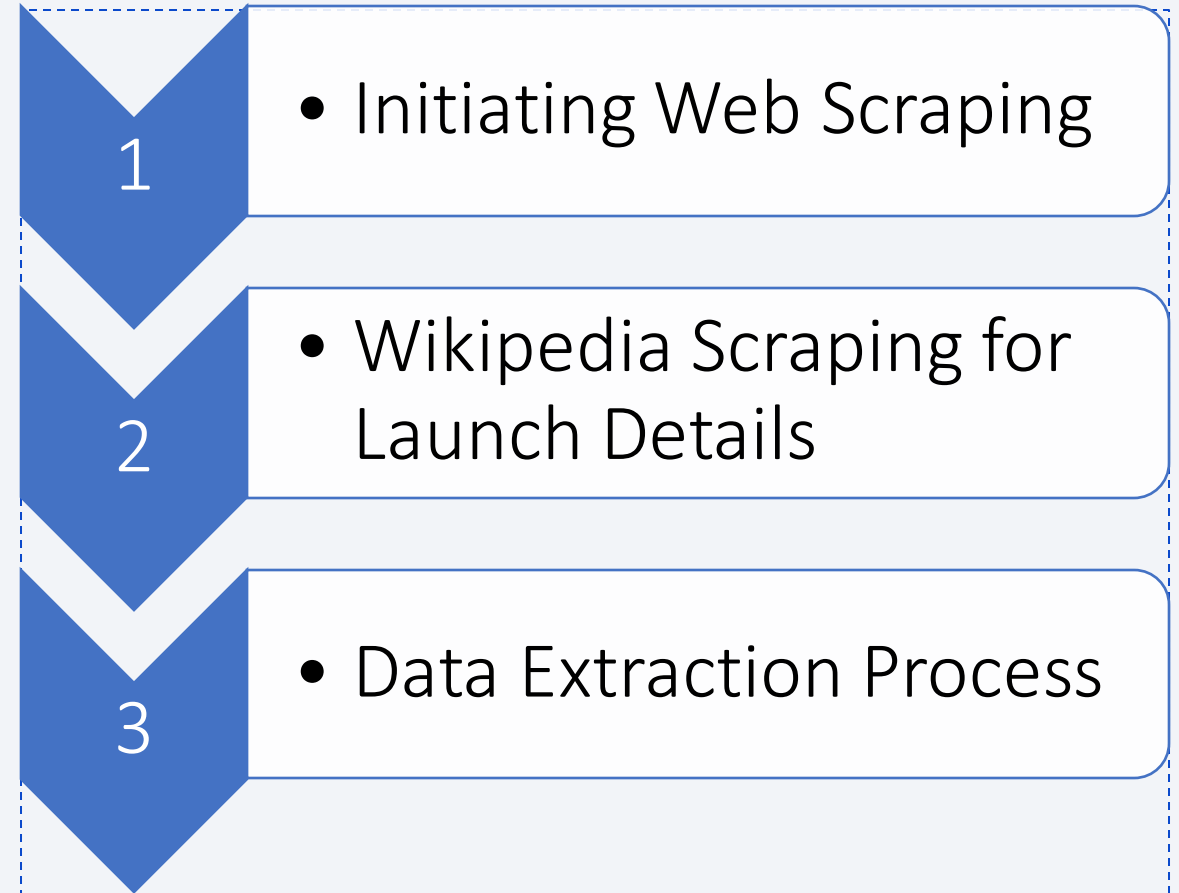 1
• Initiating Web Scraping
2
• Wikipedia Scraping for
Launch Details
3
• Data Extraction Process